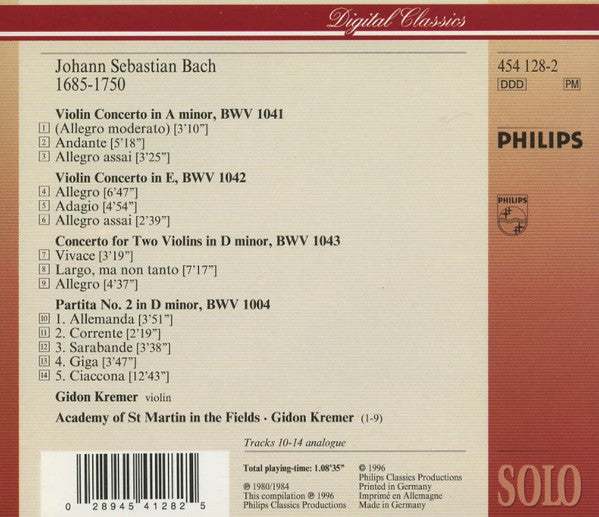 Digital Classics
Johann Sebastian Bach
1685-1750
454 128-2
DDD PM
PHILIPS
PHILIPS
Violin Concerto in A minor, BWV 1041
1 (Allegro moderato) [3’10”]
2 Andante [5’18”]
3 Allegro assai [3’25”]
Violin Concerto in E, BWV 1042
4 Allegro [6’47”]
5 Adagio [4’54”]
6 Allegro assai [2’39”]
Concerto for Two Violins in D minor, BWV 1043
7 Vivace [3’19”]
8 Largo, ma non tanto [7’17”]
9 Allegro [4’37”]
Partita No. 2 in D minor, BWV 1004
10 1. Allemanda [3’51”]
11 2. Corrente [2’19”]
12 3. Sarabande [3’38”]
13 4. Giga [3’47”]
14 5. Ciaccona [12’43”]
Gidon Kremer violin
Academy of St Martin in the Fields · Gidon Kremer (1-9)
Tracks 10-14 analogue
Total playing-time: 1.08’35”
℗ 1980/1984
This compilation ℗ 1996
Philips Classics Productions
© 1996
Philips Classics Productions
Printed in Germany
Imprimé en Allemagne
Made in Germany
0 28945 41282 5
SOLO